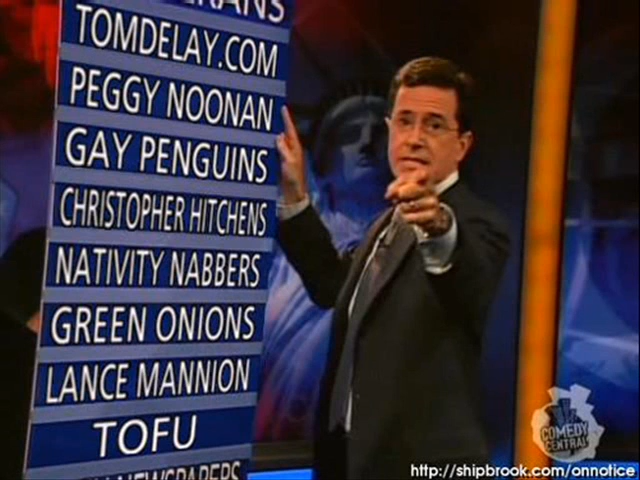 TOMDELAY.COM
PEGGY NOONAN
GAY PENGUINS
CHRISTOPHER HITCHENS
NATIVITY NABBERS
GREEN ONIONS
LANCE MANNION
TOFU
NEWSPAPERS
COMEDY
CENTRAL
http://shipbrook.com/onnotice